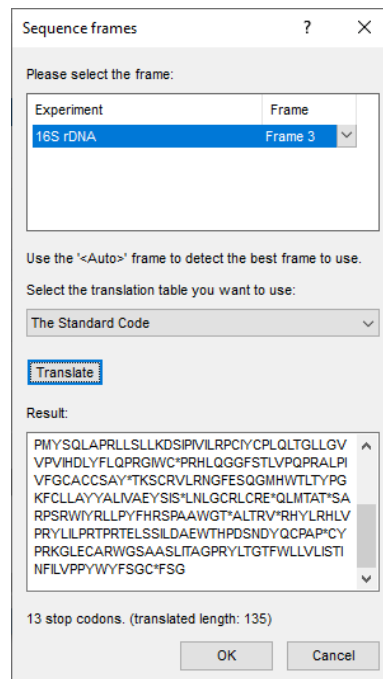 Sequence frames
?
Please select the frame:
Experiment Frame
16S rDNA Frame 3
Use the '<Auto>' frame to detect the best frame to use.
Select the translation table you want to use:
The Standard Code
Translate
Result:
PMYSQLAPRLLSLLKDSIPIVILRPCIYCPLQLTGLLGV
VPVIHDLYFLQPRGIWC*PRHLQGGFSTLVPQPRALPI
VFGCACCSAY*TKSCRVLRNGFESQGMHWTLTYPG
KFCLLAYYALIVAEYSIS*LNLGCRLCRE*QLMTAT*SA
RPSRWIYRLLPYFHRSPAAWGT*ALTRV*RHYLRHLV
PRYLILPRTPRTELSSILDAEWTHPDSNDYQCPAP*CY
PRKGLECARWGSAASLITAGPRYLTGTFWLLVLISTI
NFILVPPYWYFSGC*FSG
13 stop codons. (translated length: 135)
OK Cancel